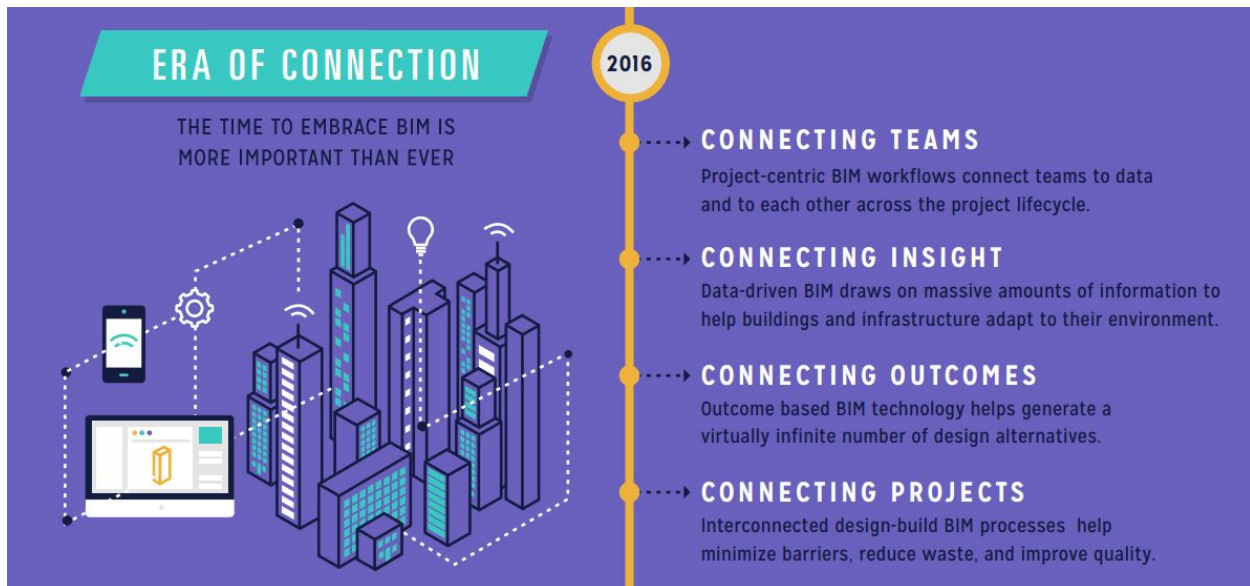 ERA OF CONNECTION
THE TIME TO EMBRACE BIM IS
MORE IMPORTANT THAN EVER
2016
CONNECTING TEAMS
Project-centric BIM workflows connect teams to data
and to each other across the project lifecycle.
CONNECTING INSIGHT
Data-driven BIM draws on massive amounts of information to
help buildings and infrastructure adapt to their environment.
CONNECTING OUTCOMES
Outcome based BIM technology helps generate a
virtually infinite number of design alternatives.
CONNECTING PROJECTS
Interconnected design-build BIM processes help
minimize barriers, reduce waste, and improve quality.